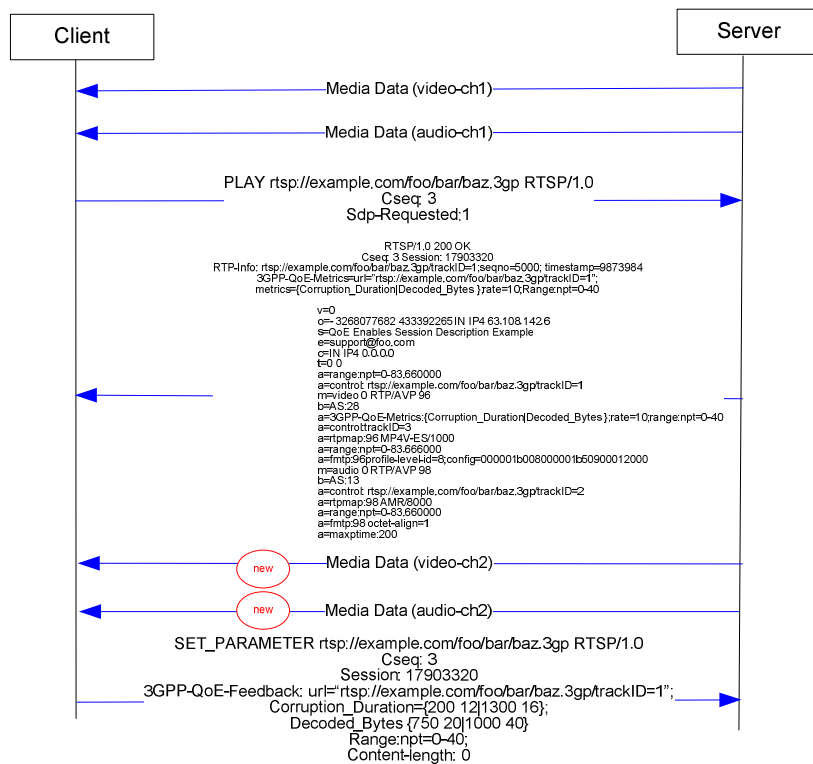 Client
Server
Media Data (video-ch1)
Media Data (audio-ch1)
PLAY rtsp://example.com/foo/bar/baz.3gp RTSP/1.0
Cseq: 3
Sdp-Requested:1
RTSP/1.0 200 OK
Cseq: 3 Session: 17903320
RTP-Info: rtsp://example.com/foo/bar/baz.3gp/trackID=1;seqno=5000; timestamp=9873984
3GPP-QoE-Metrics=url="rtsp://example.com/foo/bar/baz.3gp/trackID=1";
metrics={Corruption_Duration|Decoded_Bytes };rate=10;Range:npt=0-40
v=0
o=- 3268077682 433392265 IN IP4 63.108.142.6
s=QoE Enables Session Description Example
e=support@foo.com
c=IN IP4 0.0.0.0
t=0 0
a=range:npt=0-83.660000
a=control: rtsp://example.com/foo/bar/baz.3gp/trackID=1
m=video 0 RTP/AVP 96
b=AS:28
a=3GPP-QoE-Metrics:{Corruption_Duration|Decoded_Bytes };rate=10;range:npt=0-40
a=control:trackID=3
a=rtpmap:96 MP4V-ES/1000
a=range:npt=0-83.666000
a=fmtp:96profile-level-id=8;config=000001b008000001b50900012000
m=audio 0 RTP/AVP 98
b=AS:13
a=control: rtsp://example.com/foo/bar/baz.3gp/trackID=2
a=rtpmap:98 AMR/8000
a=range:npt=0-83.660000
a=fmtp:98 octet-align=1
a=maxptime:200
new
Media Data (video-ch2)
new
Media Data (audio-ch2)
SET_PARAMETER rtsp://example.com/foo/bar/baz.3gp RTSP/1.0
Cseq: 3
Session: 17903320
3GPP-QoE-Feedback: url="rtsp://example.com/foo/bar/baz.3gp/trackID=1";
Corruption_Duration={200 12|1300 16};
Decoded_Bytes {750 20|1000 40}
Range:npt=0-40;
Content-length: 0